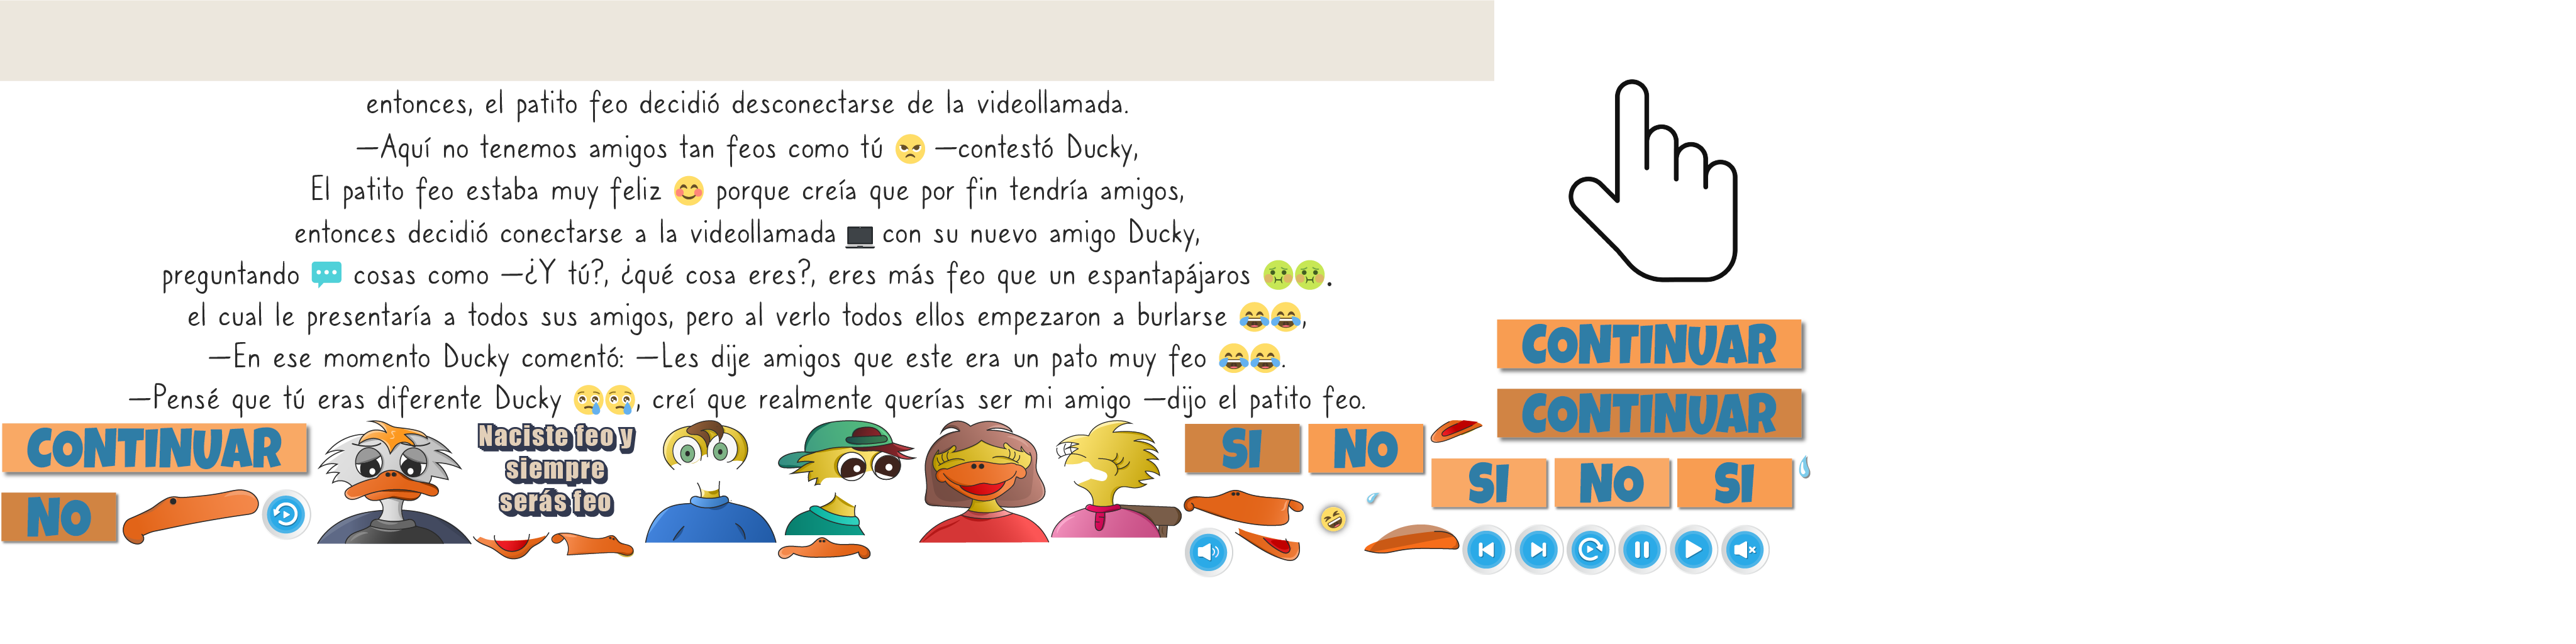 entonces, el patito feo decidió desconectarse de la videollamada.
—Aquí no tenemos amigos tan feos como tú 😠 —contestó Ducky,
El patito feo estaba muy feliz 😊 porque creía que por fin tendría amigos,
entonces decidió conectarse a la videollamada 💻 con su nuevo amigo Ducky,
preguntando 💬 cosas como —¿Y tú?, ¿qué cosa eres?, eres más feo que un espantapájaros 🤢🤢.
el cual le presentaría a todos sus amigos, pero al verlo todos ellos empezaron a burlarse 😂😂,
—En ese momento Ducky comentó: —Les dije amigos que este era un pato muy feo 😂😂.
—Pensé que tú eras diferente Ducky 😢😢, creí que realmente querías ser mi amigo —dijo el patito feo.
CONTINUAR
CONTINUAR
CONTINUAR
Naciste feo y
siempre
serás feo
SI
NO
SI
NO
SI
NO